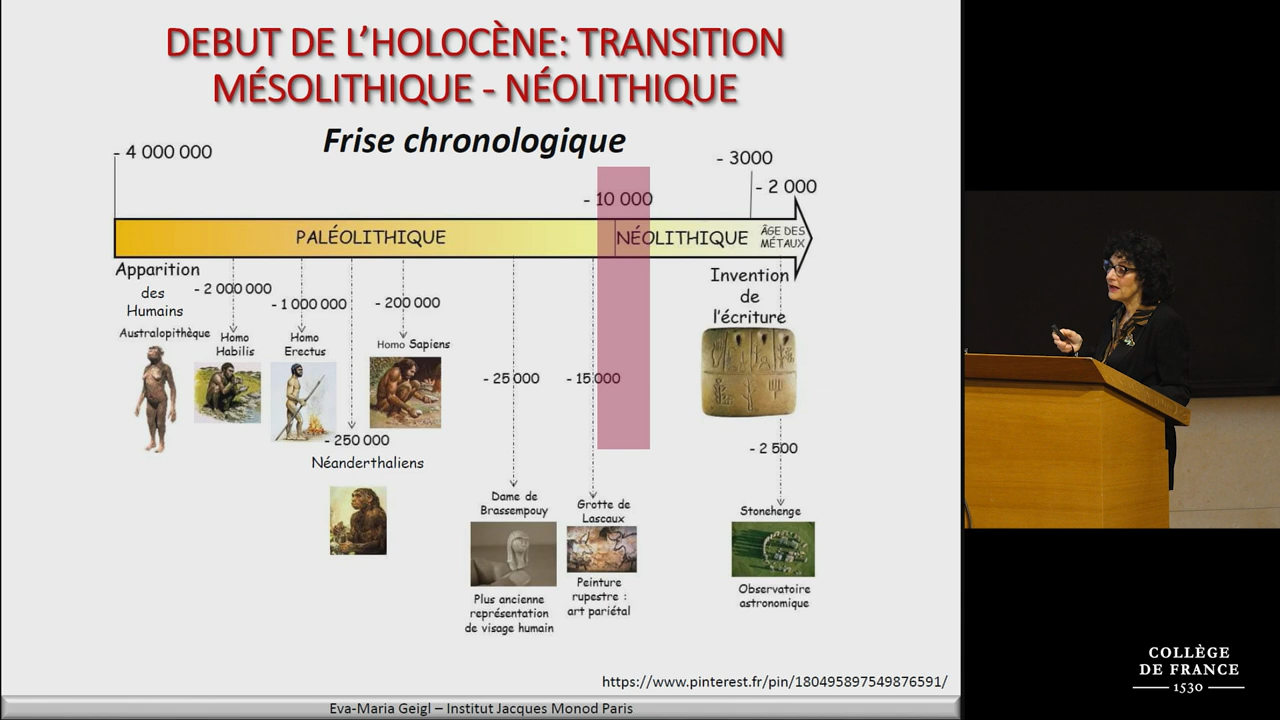 DEBUT DE L'HOLOCÈNE: TRANSITION
MÉSOLITHIQUE - NÉOLITHIQUE
Frise chronologique
- 4 000 000
- 3000
- 2 000
- 10 000
PALÉOLITHIQUE
NÉOLITHIQUE
ÂGE DES
MÉTAUX
Apparition
des
Humains
Australopithèque
- 2 000 000
Homo
Habilis
- 1 000 000
Homo
Erectus
- 250 000
Néanderthaliens
- 200 000
Homo Sapiens
- 25 000
Dame de
Brassempouy
Plus ancienne
représentation
de visage humain
- 15 000
Grotte de
Lascaux
Peinture
rupestre :
art pariétal
Invention
de
l'écriture
- 2 500
Stonehenge
Observatoire
astronomique
https://www.pinterest.fr/pin/180495897549876591/
Eva-Maria Geigl – Institut Jacques Monod Paris
COLLÈGE
DE FRANCE
1530